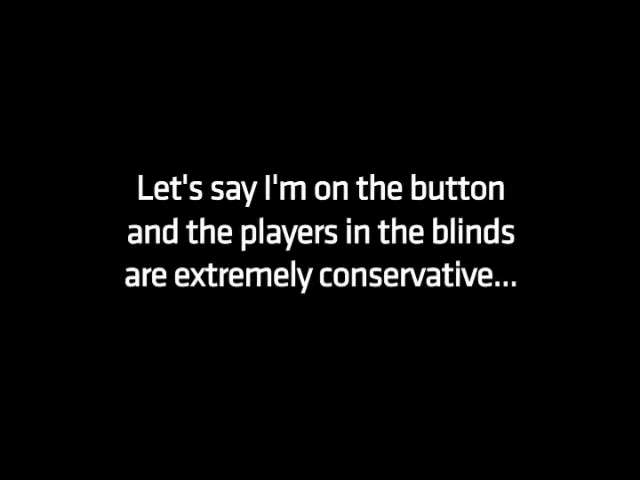 Let's say I'm on the button
and the players in the blinds
are extremely conservative...